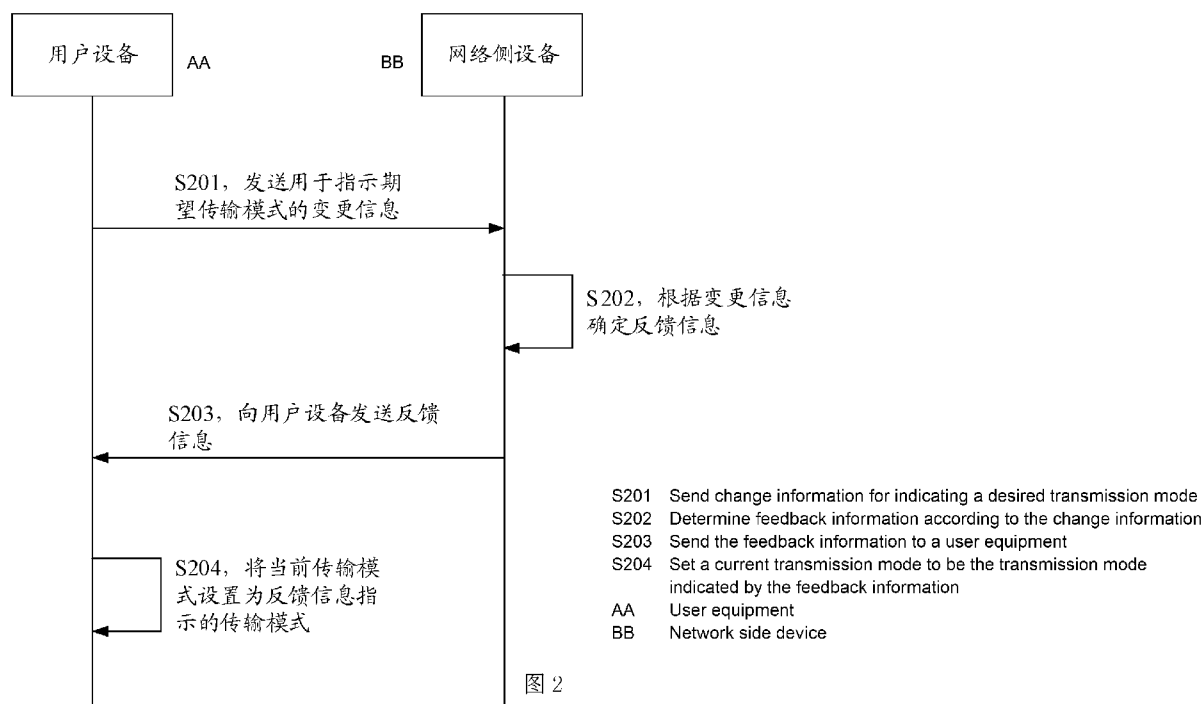 用户设备
AA
BB
网络侧设备
S201，发送用于指示期
望传输模式的变更信息
S202，根据变更信息
确定反馈信息
S203，向用户设备发送反馈
信息
S204，将当前传输模
式设置为反馈信息指
示的传输模式
S201 Send change information for indicating a desired transmission mode
S202 Determine feedback information according to the change information
S203 Send the feedback information to a user equipment
S204 Set a current transmission mode to be the transmission mode
indicated by the feedback information
AA User equipment
BB Network side device
图 2